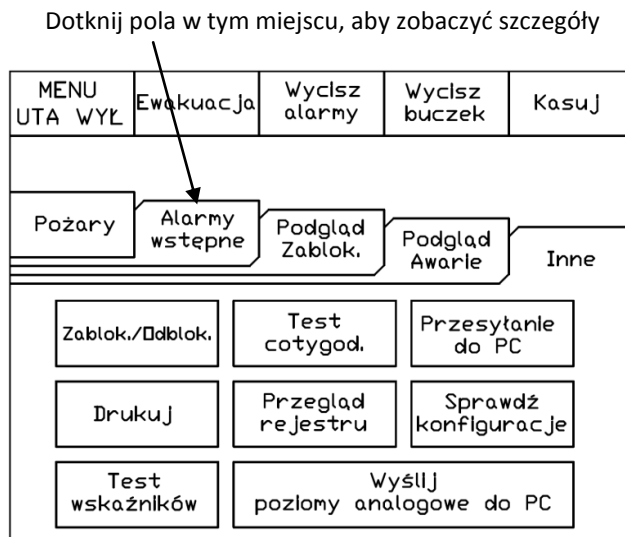 Dotknij pola w tym miejscu, aby zobaczyć szczegóły
MENU
UTA WYŁ
Ewakuacja
Wycisz
alarmy
Wycisz
buczek
Kasuj
Pożary
Alarmy
wstępne
Podgląd
Zablok.
Podgląd
Awarie
Inne
Zablok./Odblok.
Test
cotygod.
Przesyłanie
do PC
Drukuj
Przegląd
rejestru
Sprawdź
konfiguracje
Test
wskaźników
Wyślij
poziomy analogowe do PC